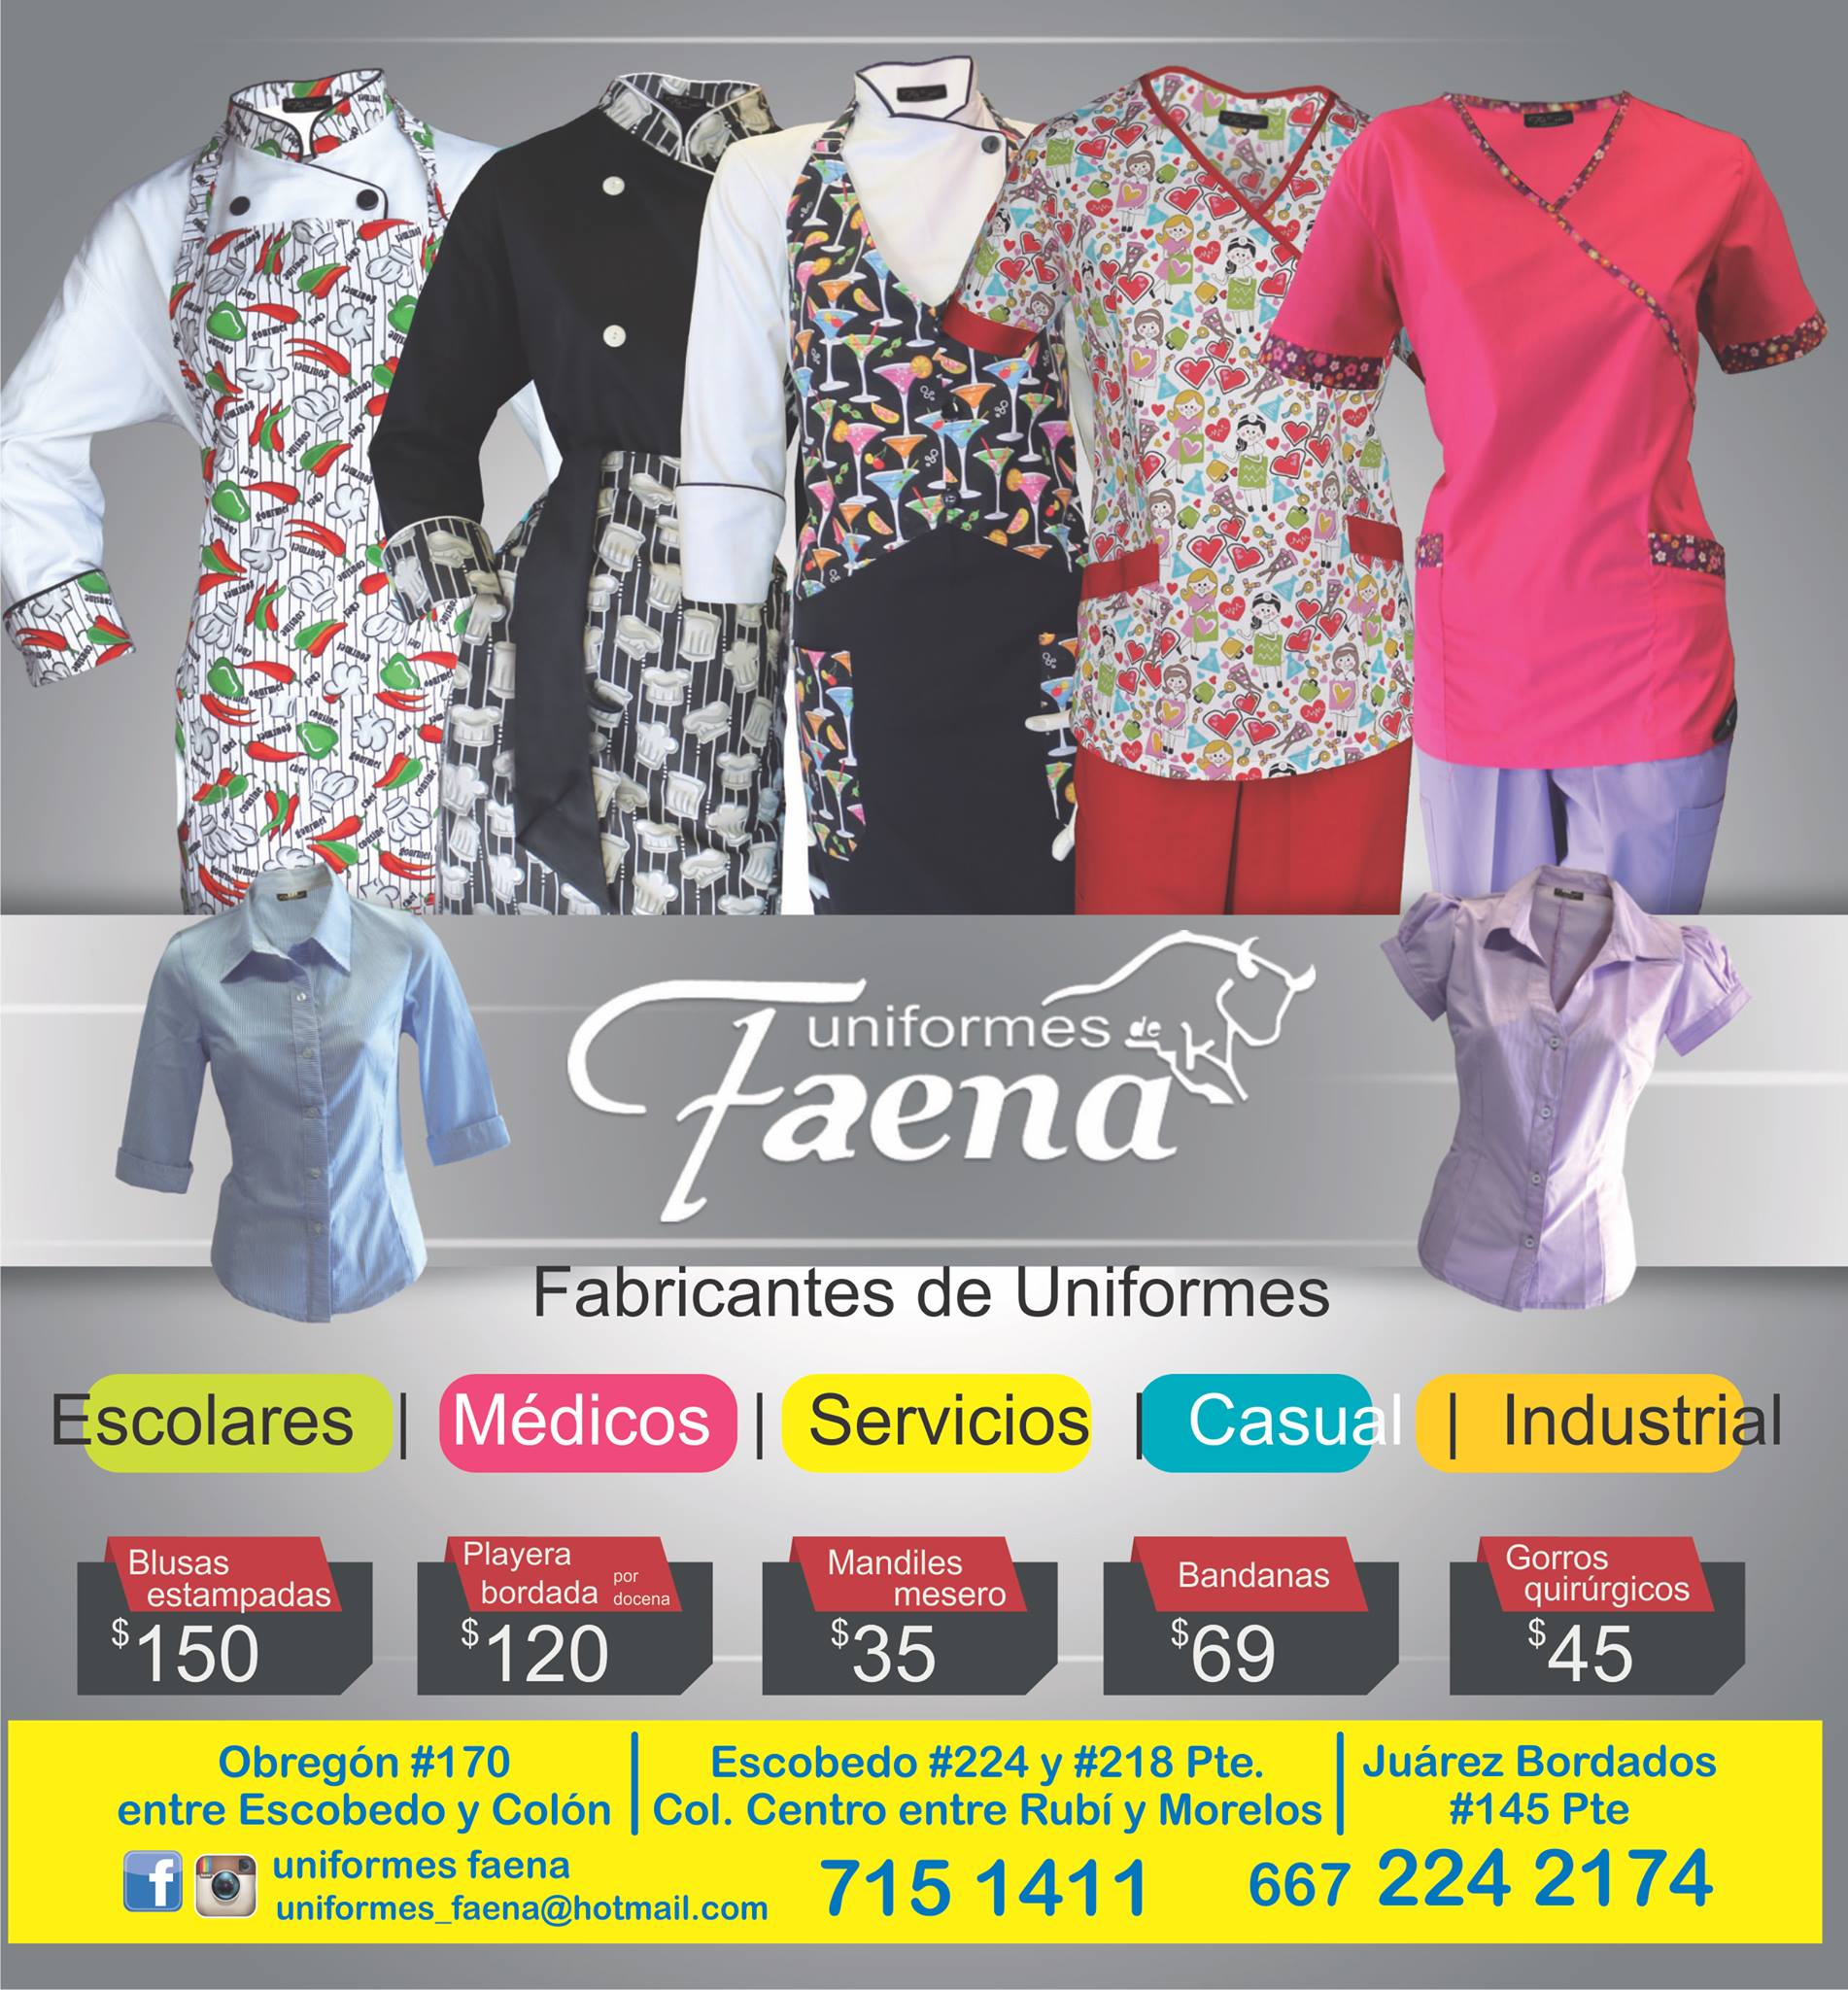 uniformes de
Faena
Fabricantes de Uniformes
Escolares | Médicos | Servicios | Casual | Industrial
Blusas
estampadas
$150
Playera
bordada por
docena
$120
Mandiles
mesero
$35
Bandanas
$69
Gorros
quirúrgicos
$45
Obregón #170
entre Escobedo y Colón
Escobedo #224 y #218 Pte.
Col. Centro entre Rubí y Morelos
Juárez Bordados
#145 Pte
uniformes faena
uniformes_faena@hotmail.com
715 1411
667 224 2174